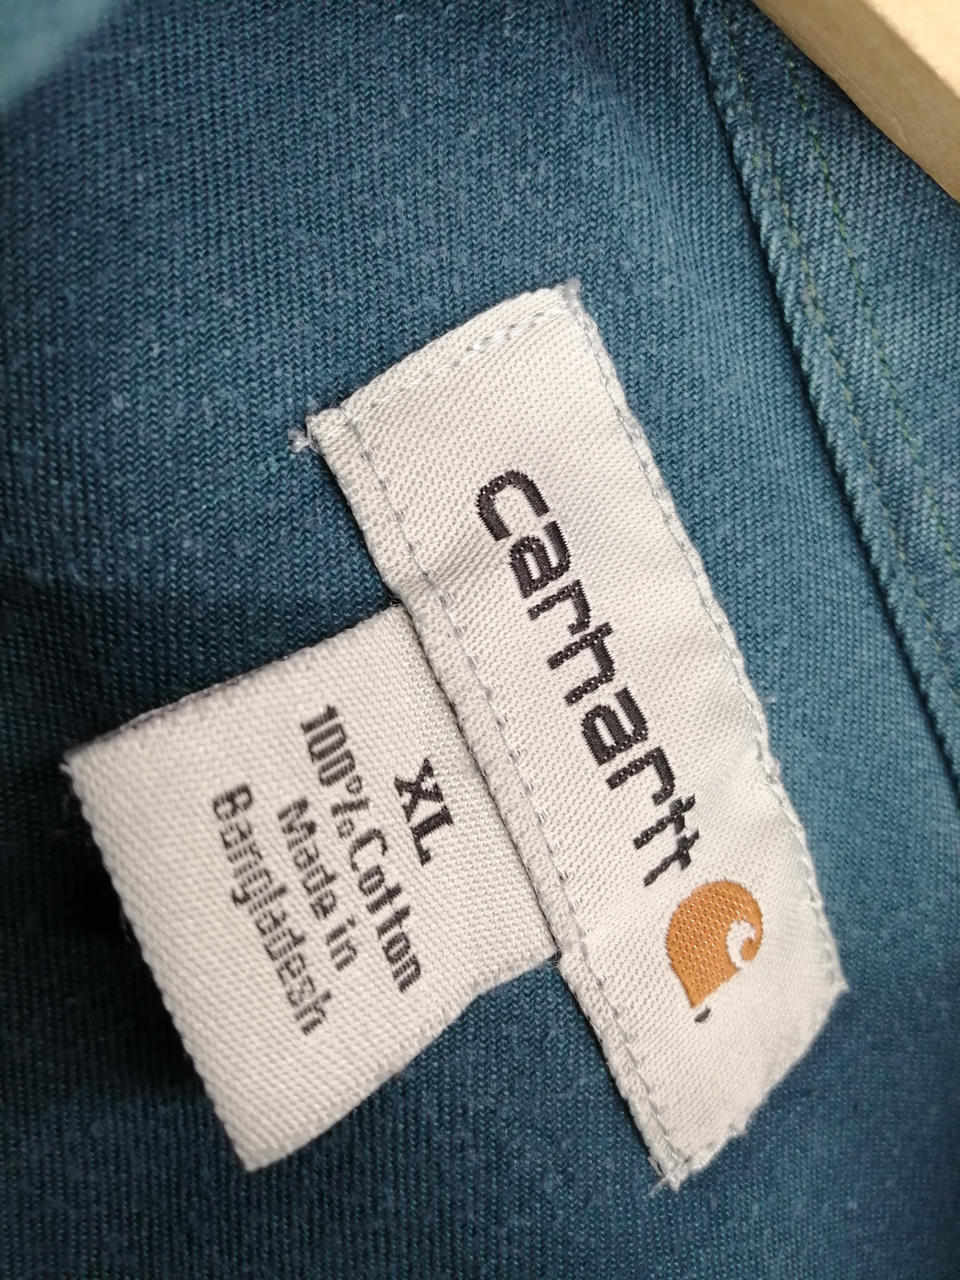 carhartt
XL
100% Cotton
Made in
Bangladesh